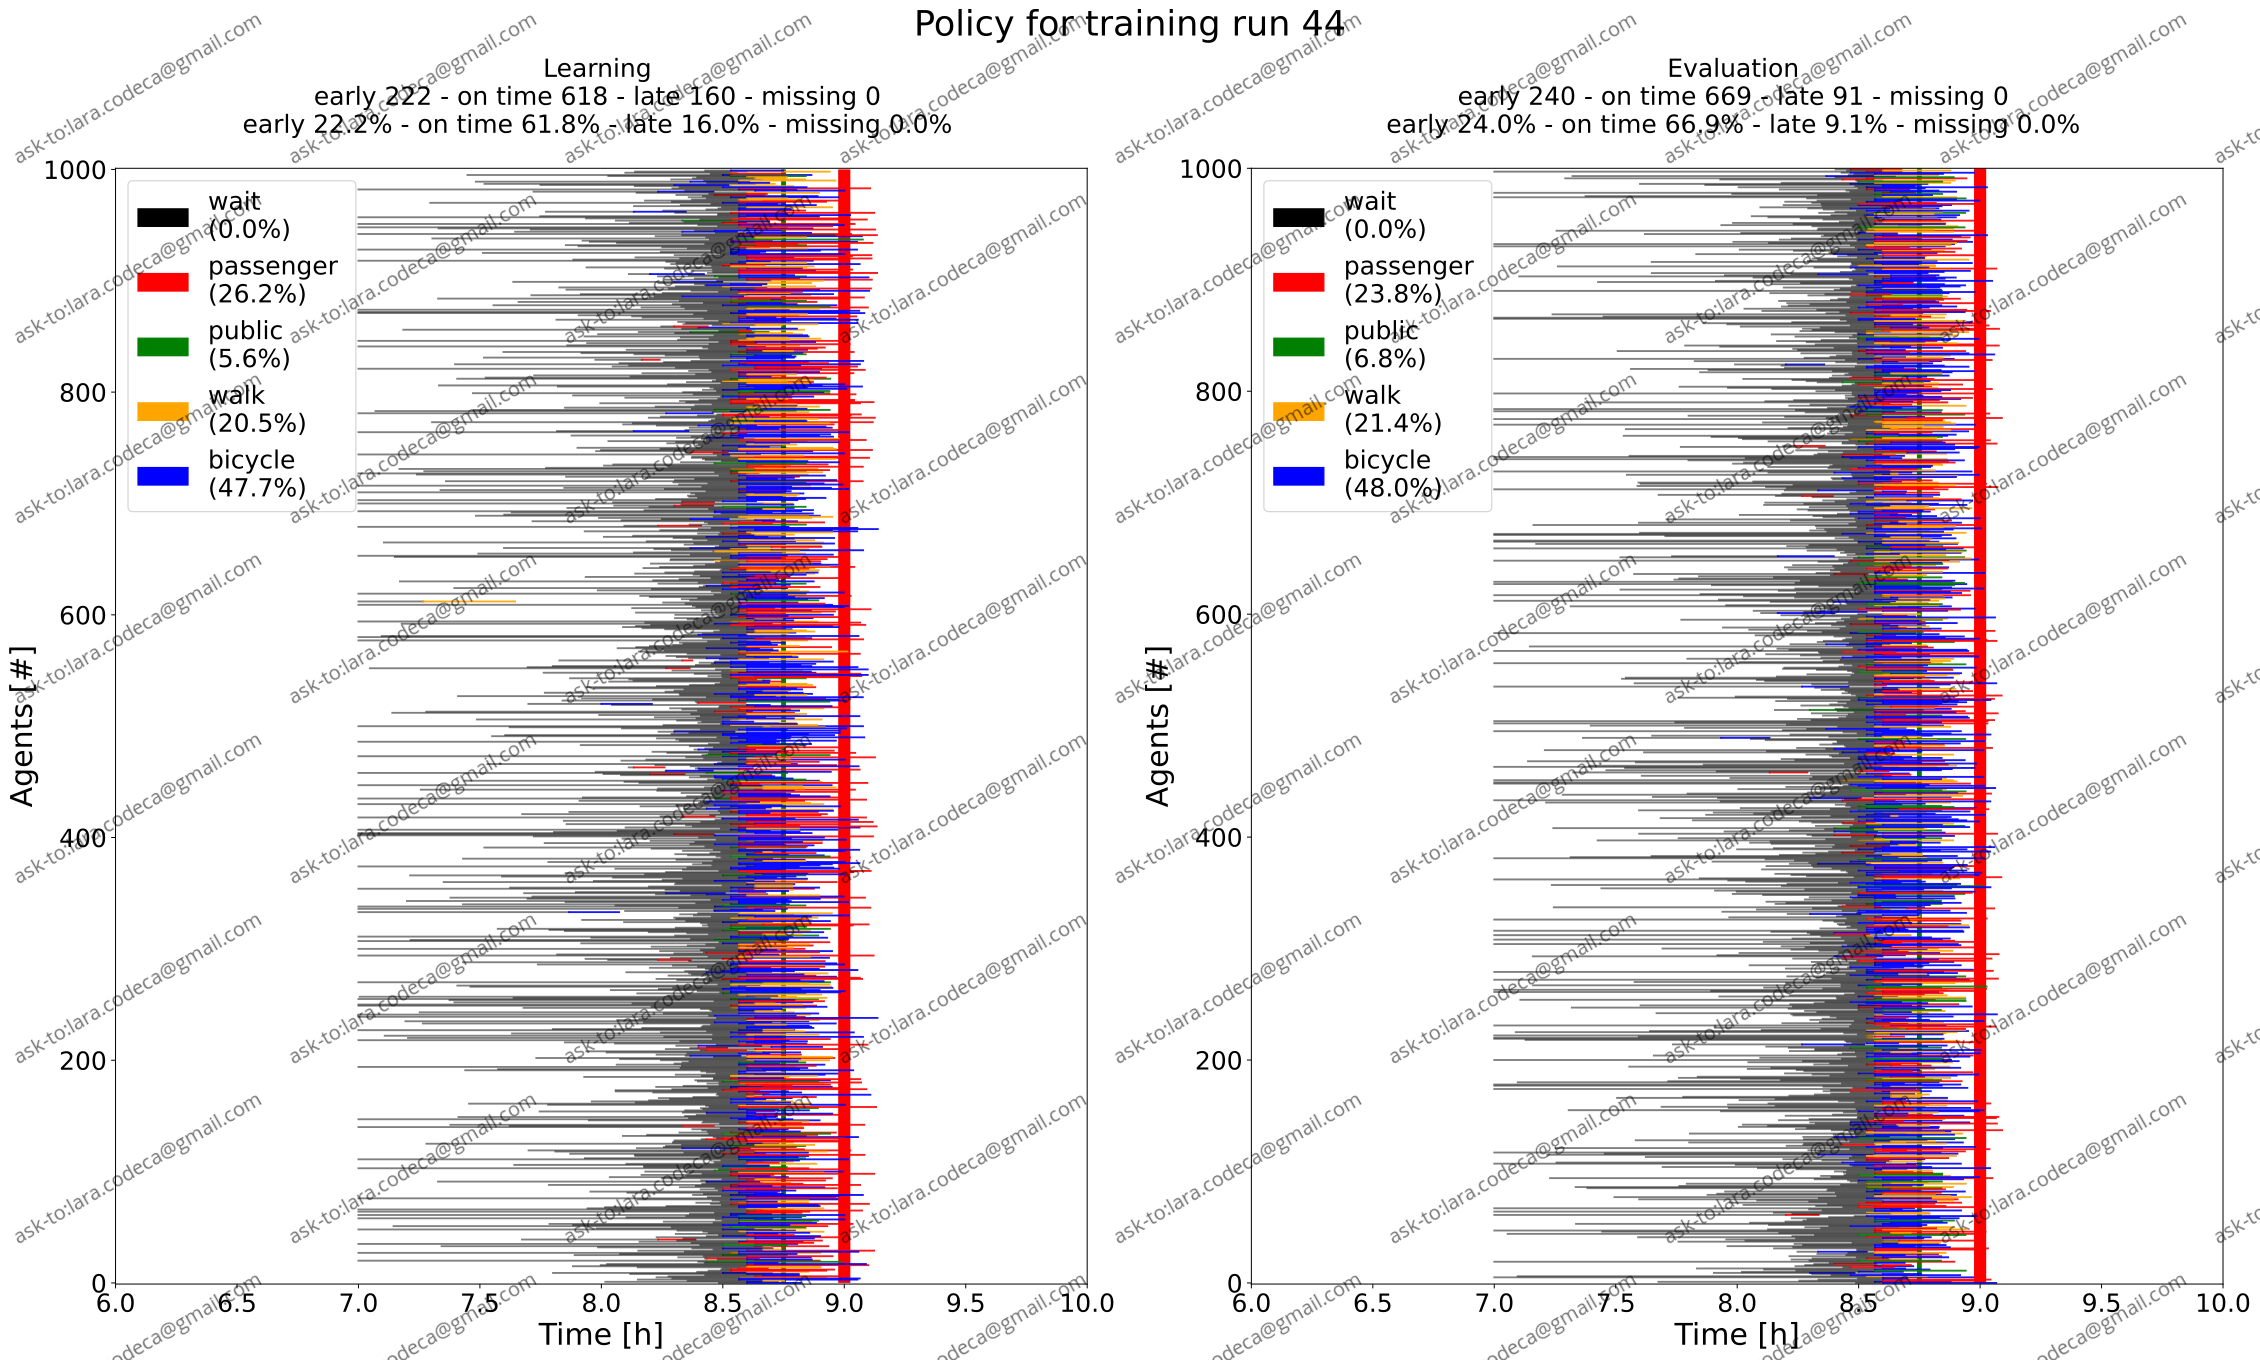 Policy for training run 44
Learning
early 222 - on time 618 - late 160 - missing 0
early 22.2% - on time 61.8% - late 16.0% - missing 0.0%
1000
800
600
400
200
0
Agents [#]
wait
(0.0%)
passenger
(26.2%)
public
(5.6%)
walk
(20.5%)
bicycle
(47.7%)
6.0 6.5 7.0 7.5 8.0 8.5 9.0 9.5 10.0
Time [h]
Evaluation
early 240 - on time 669 - late 91 - missing 0
early 24.0% - on time 66.9% - late 9.1% - missing 0.0%
1000
800
600
400
200
0
Agents [#]
wait
(0.0%)
passenger
(23.8%)
public
(6.8%)
walk
(21.4%)
bicycle
(48.0%)
6.0 6.5 7.0 7.5 8.0 8.5 9.0 9.5 10.0
Time [h]
ask-to:lara.codeca@gmail.com